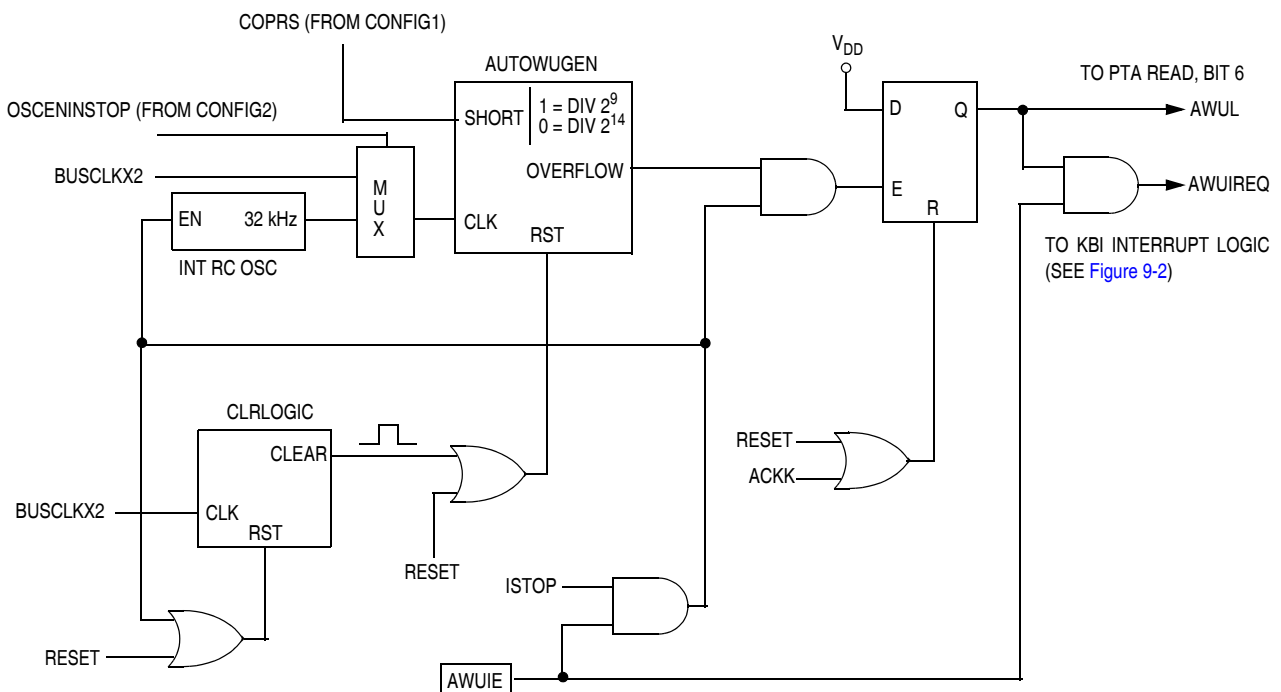 COPRS (FROM CONFIG1)
VDD
AUTOWUGEN
TO PTA READ, BIT 6
OSCENINSTOP (FROM CONFIG2)
SHORT
1 = DIV 2^9
0 = DIV 2^14
D
Q
AWUL
BUSCLKX2
MUX
OVERFLOW
EN
32 kHz
CLK
RST
E
R
AWUIREQ
INT RC OSC
TO KBI INTERRUPT LOGIC
(SEE Figure 9-2)
CLRLOGIC
CLEAR
RESET
ACKK
BUSCLKX2
CLK
RST
RESET
ISTOP
RESET
AWUIE